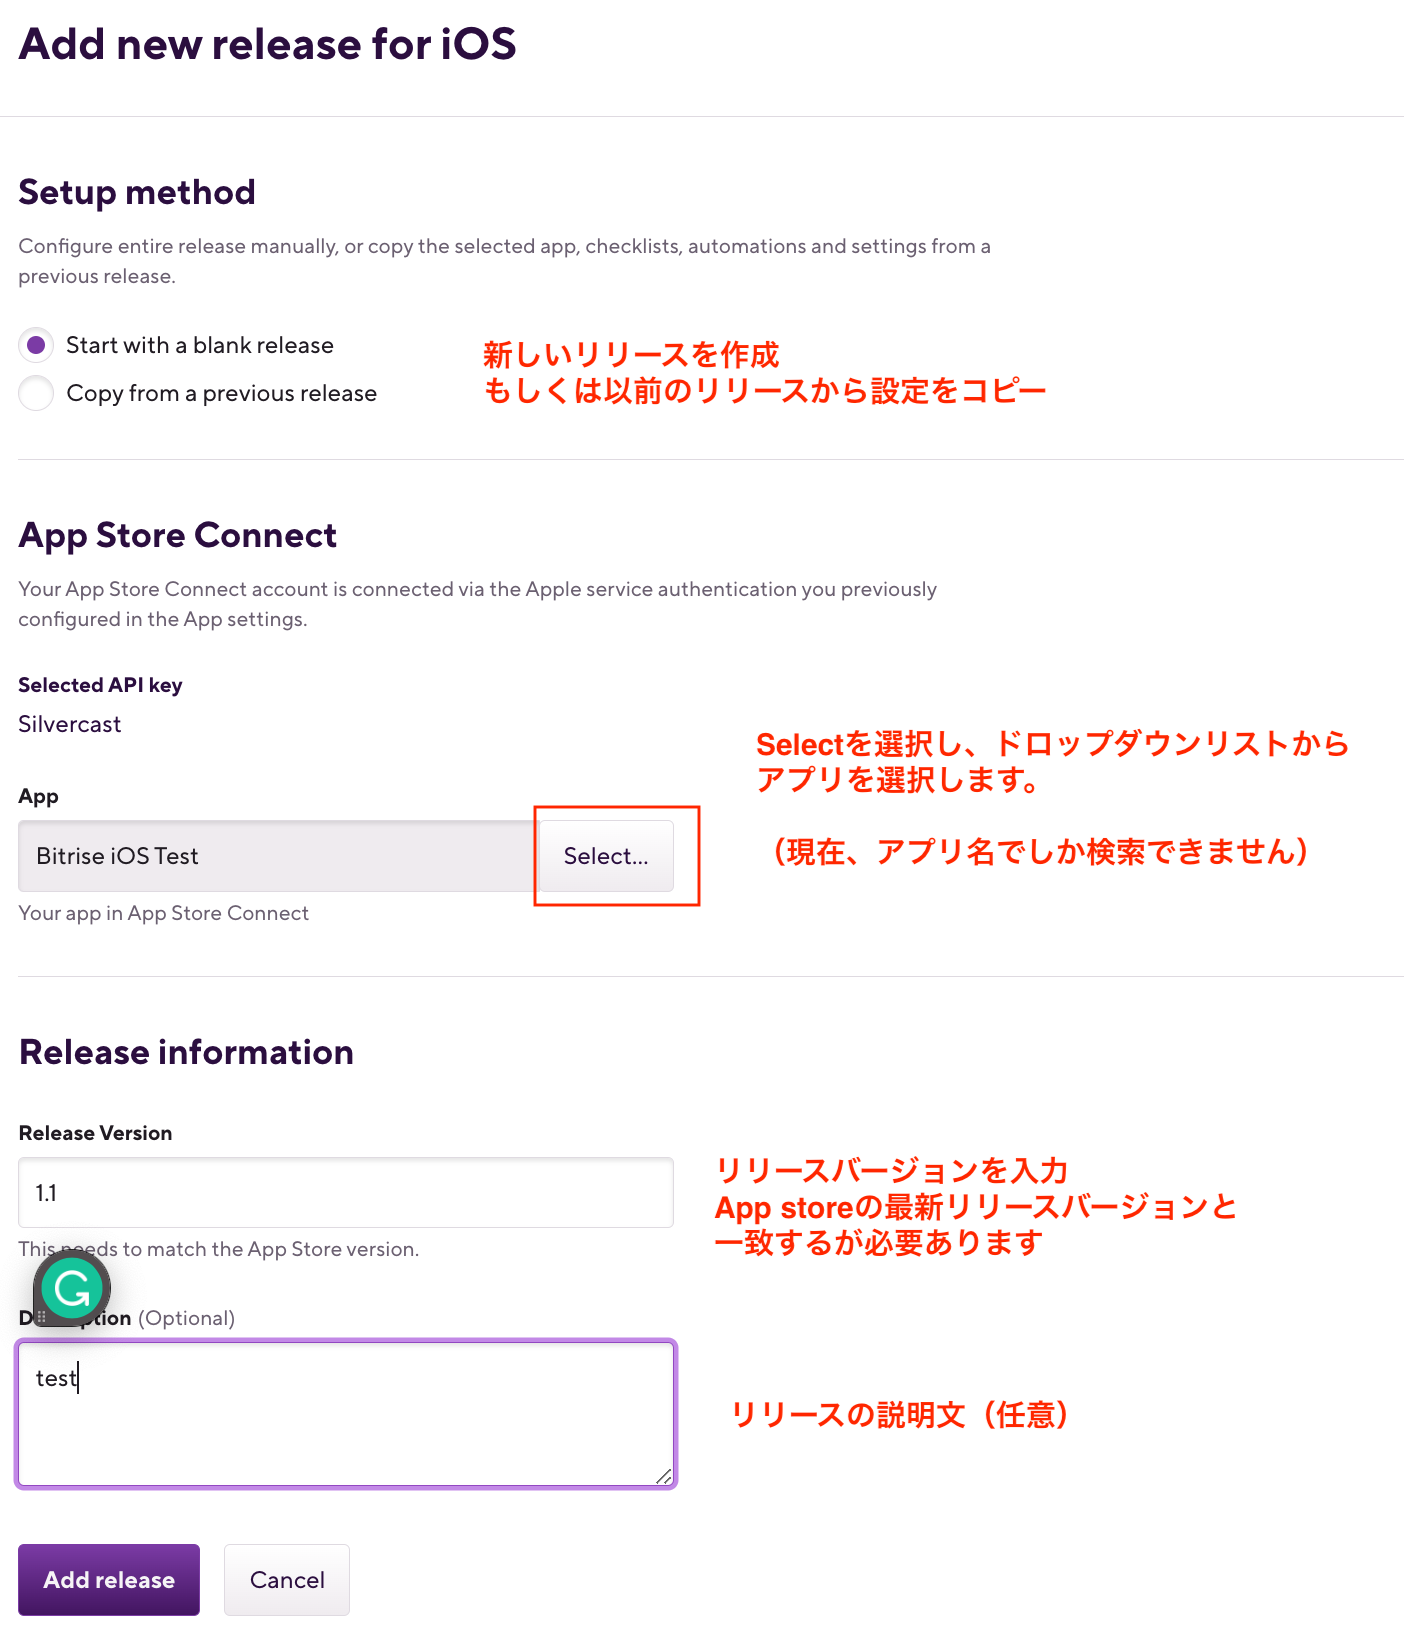 Add new release for iOS
Setup method
Configure entire release manually, or copy the selected app, checklists, automations and settings from a
previous release.
Start with a blank release
Copy from a previous release
新しいリリースを作成
もしくは以前のリリースから設定をコピー
App Store Connect
Your App Store Connect account is connected via the Apple service authentication you previously
configured in the App settings.
Selected API key
Silvercast
Selectを選択し、ドロップダウンリストから
アプリを選択します。
（現在、アプリ名でしか検索できません）
App
Bitrise iOS Test
Select...
Your app in App Store Connect
Release information
Release Version
1.1
This needs to match the App Store version.
リリースバージョンを入力
App storeの最新リリースバージョンと
一致するが必要あります
(Optional)
test
リリースの説明文（任意）
Add release
Cancel